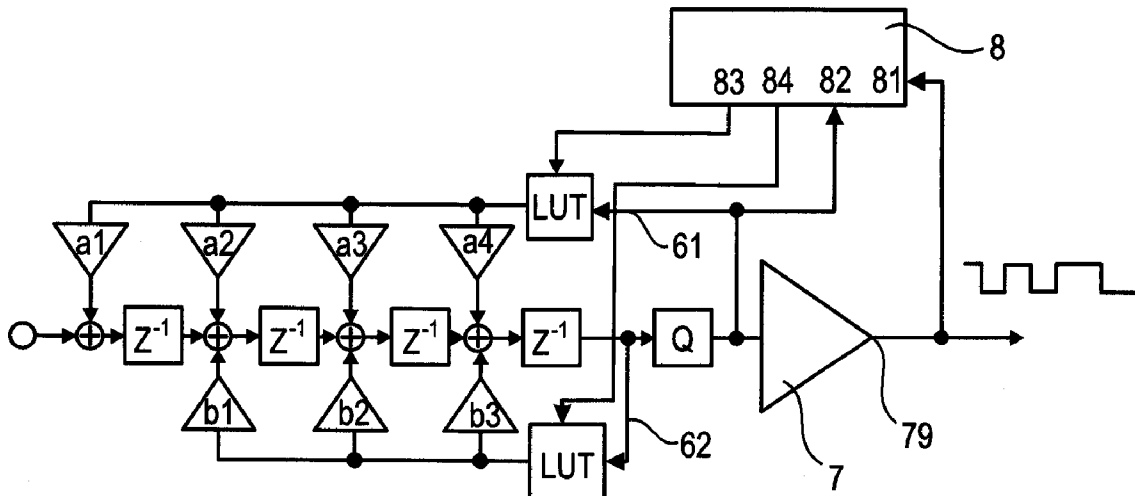 8
83 84 82 81
LUT
61
a1 a2 a3 a4
Z-1 Z-1 Z-1 Z-1 Q
b1 b2 b3
LUT
62
7
79